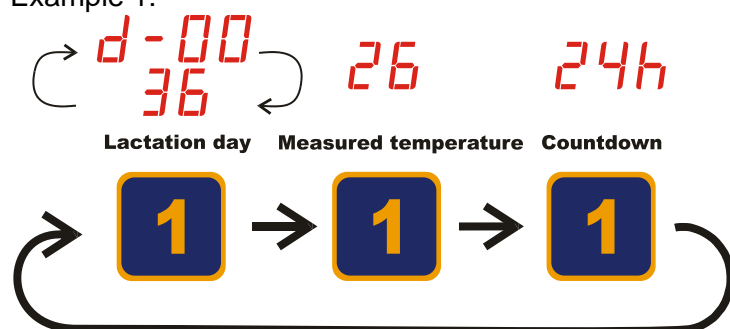 Example 1:
d-00 26 24h
36
Lactation day Measured temperature Countdown
1 1 1